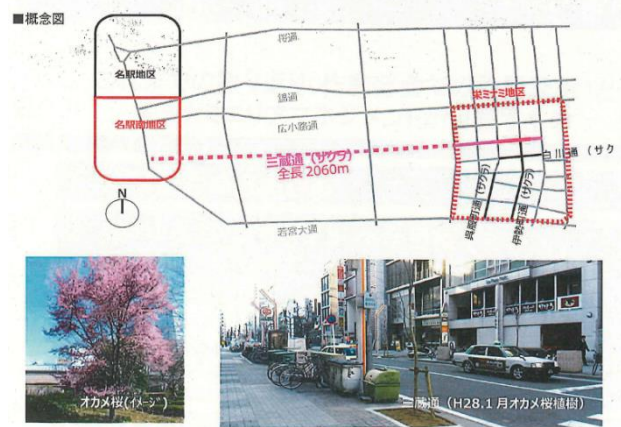 ■概念図
桜通
名駅地区
錦通
栄ミナミ地区
名駅南地区
広小路通
三蔵通（サクラ）
全長 2060m
白川通（サク
N
呉服町通（サクラ）
伊勢町通（サクラ）
若宮大通
オカメ桜(イメージ)
三蔵通（H28.1月オカメ桜植樹）